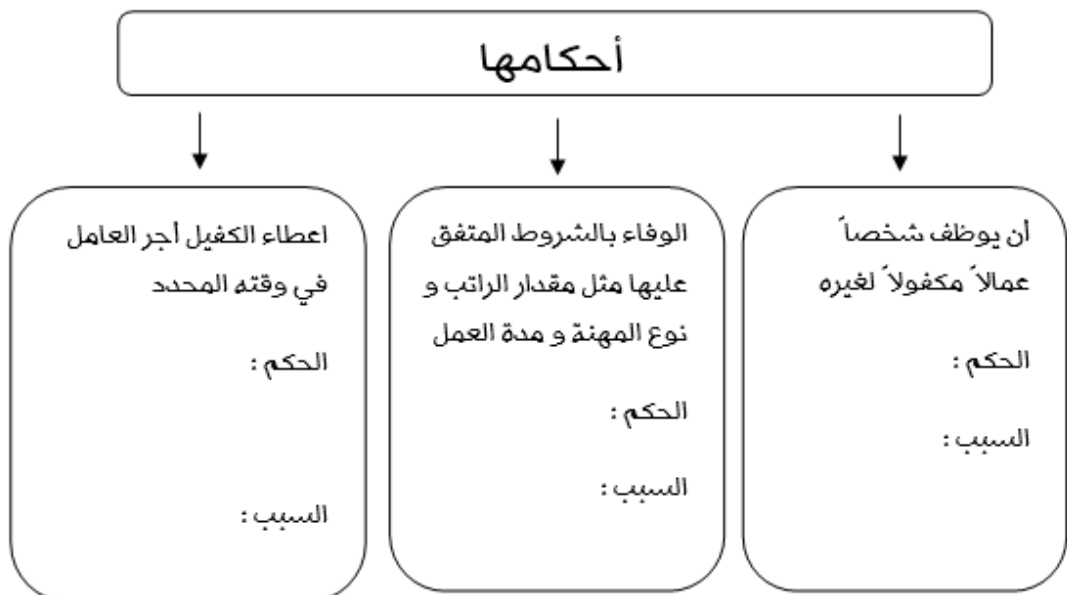 أحكامها
أن يوظف شخصاً
عمالاً مكفولاً لغيره
الحكم :
السبب :
الوفاء بالشروط المتفق
عليها مثل مقدار الراتب و
نوع المهنة و مدة العمل
الحكم :
السبب :
اعطاء الكفيل أجر العامل
في وقته المحدد
الحكم :
السبب :